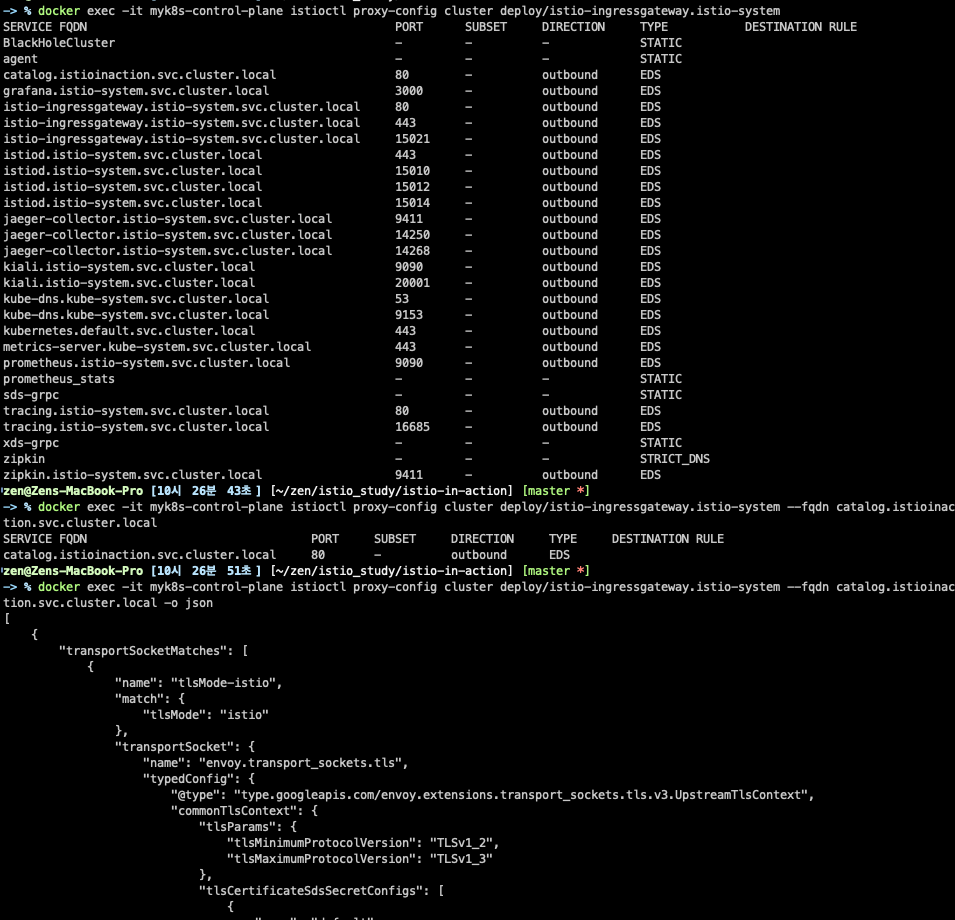 -> % docker exec -it myk8s-control-plane istioctl proxy-config cluster deploy/istio-ingressgateway.istio-system
SERVICE FQDN PORT SUBSET DIRECTION TYPE DESTINATION RULE
BlackHoleCluster - - - STATIC
agent - - - STATIC
catalog.istioinaction.svc.cluster.local 80 - outbound EDS
grafana.istio-system.svc.cluster.local 3000 - outbound EDS
istio-ingressgateway.istio-system.svc.cluster.local 80 - outbound EDS
istio-ingressgateway.istio-system.svc.cluster.local 443 - outbound EDS
istio-ingressgateway.istio-system.svc.cluster.local 15021 - outbound EDS
istiod.istio-system.svc.cluster.local 443 - outbound EDS
istiod.istio-system.svc.cluster.local 15010 - outbound EDS
istiod.istio-system.svc.cluster.local 15012 - outbound EDS
istiod.istio-system.svc.cluster.local 15014 - outbound EDS
jaeger-collector.istio-system.svc.cluster.local 9411 - outbound EDS
jaeger-collector.istio-system.svc.cluster.local 14250 - outbound EDS
jaeger-collector.istio-system.svc.cluster.local 14268 - outbound EDS
kiali.istio-system.svc.cluster.local 9090 - outbound EDS
kiali.istio-system.svc.cluster.local 20001 - outbound EDS
kube-dns.kube-system.svc.cluster.local 53 - outbound EDS
kube-dns.kube-system.svc.cluster.local 9153 - outbound EDS
kubernetes.default.svc.cluster.local 443 - outbound EDS
metrics-server.kube-system.svc.cluster.local 443 - outbound EDS
prometheus.istio-system.svc.cluster.local 9090 - outbound EDS
prometheus_stats - - - STATIC
sds-grpc - - - STATIC
tracing.istio-system.svc.cluster.local 80 - outbound EDS
tracing.istio-system.svc.cluster.local 16685 - outbound EDS
xds-grpc - - - STATIC
zipkin - - - STRICT_DNS
zipkin.istio-system.svc.cluster.local 9411 - outbound EDS
zen@Zens-MacBook-Pro [10시 26분 43초] [~/zen/istio_study/istio-in-action] [master *]
-> % docker exec -it myk8s-control-plane istioctl proxy-config cluster deploy/istio-ingressgateway.istio-system --fqdn catalog.istioinac
tion.svc.cluster.local
SERVICE FQDN PORT SUBSET DIRECTION TYPE DESTINATION RULE
catalog.istioinaction.svc.cluster.local 80 - outbound EDS
zen@Zens-MacBook-Pro [10시 26분 51초] [~/zen/istio_study/istio-in-action] [master *]
-> % docker exec -it myk8s-control-plane istioctl proxy-config cluster deploy/istio-ingressgateway.istio-system --fqdn catalog.istioinac
tion.svc.cluster.local -o json
[
{
"transportSocketMatches": [
{
"name": "tlsMode-istio",
"match": {
"tlsMode": "istio"
},
"transportSocket": {
"name": "envoy.transport_sockets.tls",
"typedConfig": {
"@type": "type.googleapis.com/envoy.extensions.transport_sockets.tls.v3.UpstreamTlsContext",
"commonTlsContext": {
"tlsParams": {
"tlsMinimumProtocolVersion": "TLSv1_2",
"tlsMaximumProtocolVersion": "TLSv1_3"
},
"tlsCertificateSdsSecretConfigs": [
{